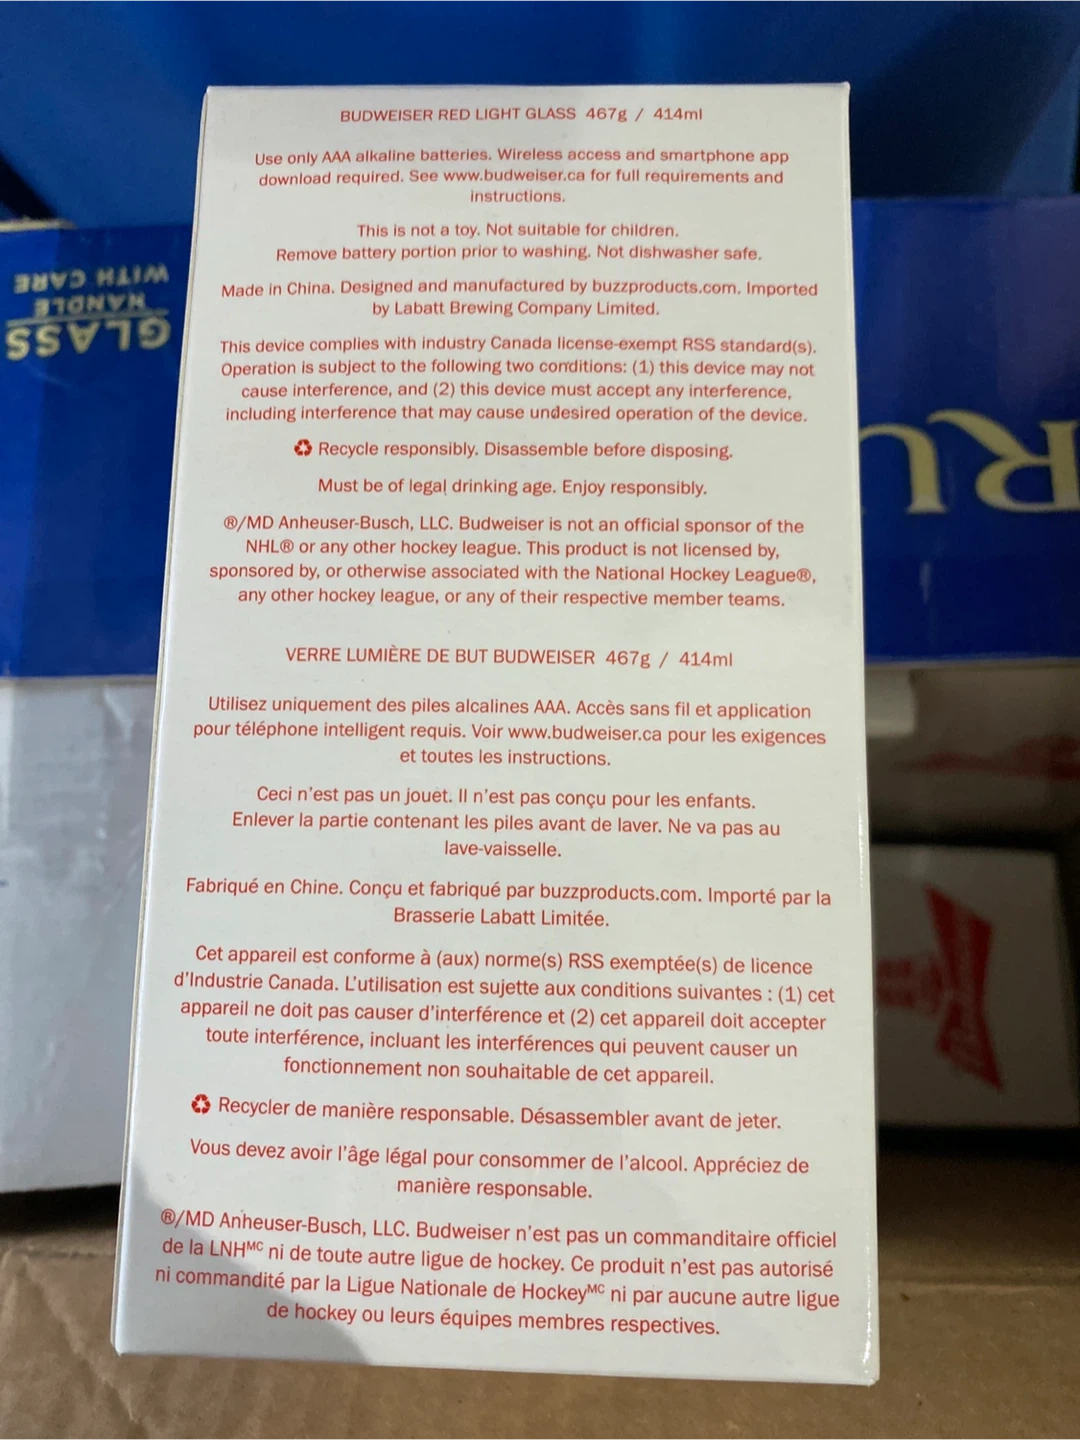 BUDWEISER RED LIGHT GLASS 467g / 414ml
Use only AAA alkaline batteries. Wireless access and smartphone app
download required. See www.budweiser.ca for full requirements and
instructions.
This is not a toy. Not suitable for children.
Remove battery portion prior to washing. Not dishwasher safe.
Made in China. Designed and manufactured by buzzproducts.com. Imported
by Labatt Brewing Company Limited.
This device complies with industry Canada license-exempt RSS standard(s).
Operation is subject to the following two conditions: (1) this device may not
cause interference, and (2) this device must accept any interference,
including interference that may cause undesired operation of the device.
♻ Recycle responsibly. Disassemble before disposing.
Must be of legal drinking age. Enjoy responsibly.
®/MD Anheuser-Busch, LLC. Budweiser is not an official sponsor of the
NHL® or any other hockey league. This product is not licensed by,
sponsored by, or otherwise associated with the National Hockey League®,
any other hockey league, or any of their respective member teams.
VERRE LUMIÈRE DE BUT BUDWEISER 467g / 414ml
Utilisez uniquement des piles alcalines AAA. Accès sans fil et application
pour téléphone intelligent requis. Voir www.budweiser.ca pour les exigences
et toutes les instructions.
Ceci n'est pas un jouet. Il n'est pas conçu pour les enfants.
Enlever la partie contenant les piles avant de laver. Ne va pas au
lave-vaisselle.
Fabriqué en Chine. Conçu et fabriqué par buzzproducts.com. Importé par la
Brasserie Labatt Limitée.
Cet appareil est conforme à (aux) norme(s) RSS exemptée(s) de licence
d'Industrie Canada. L'utilisation est sujette aux conditions suivantes : (1) cet
appareil ne doit pas causer d'interférence et (2) cet appareil doit accepter
toute interférence, incluant les interférences qui peuvent causer un
fonctionnement non souhaitable de cet appareil.
♻ Recycler de manière responsable. Désassembler avant de jeter.
Vous devez avoir l'âge légal pour consommer de l'alcool. Appréciez de
manière responsable.
®/MD Anheuser-Busch, LLC. Budweiser n'est pas un commanditaire officiel
de la LNHᴹᶜ ni de toute autre ligue de hockey. Ce produit n'est pas autorisé
ni commandité par la Ligue Nationale de Hockeyᴹᶜ ni par aucune autre ligue
de hockey ou leurs équipes membres respectives.
GLASS
HANDLE
WITH CARE
RU
Budweiser